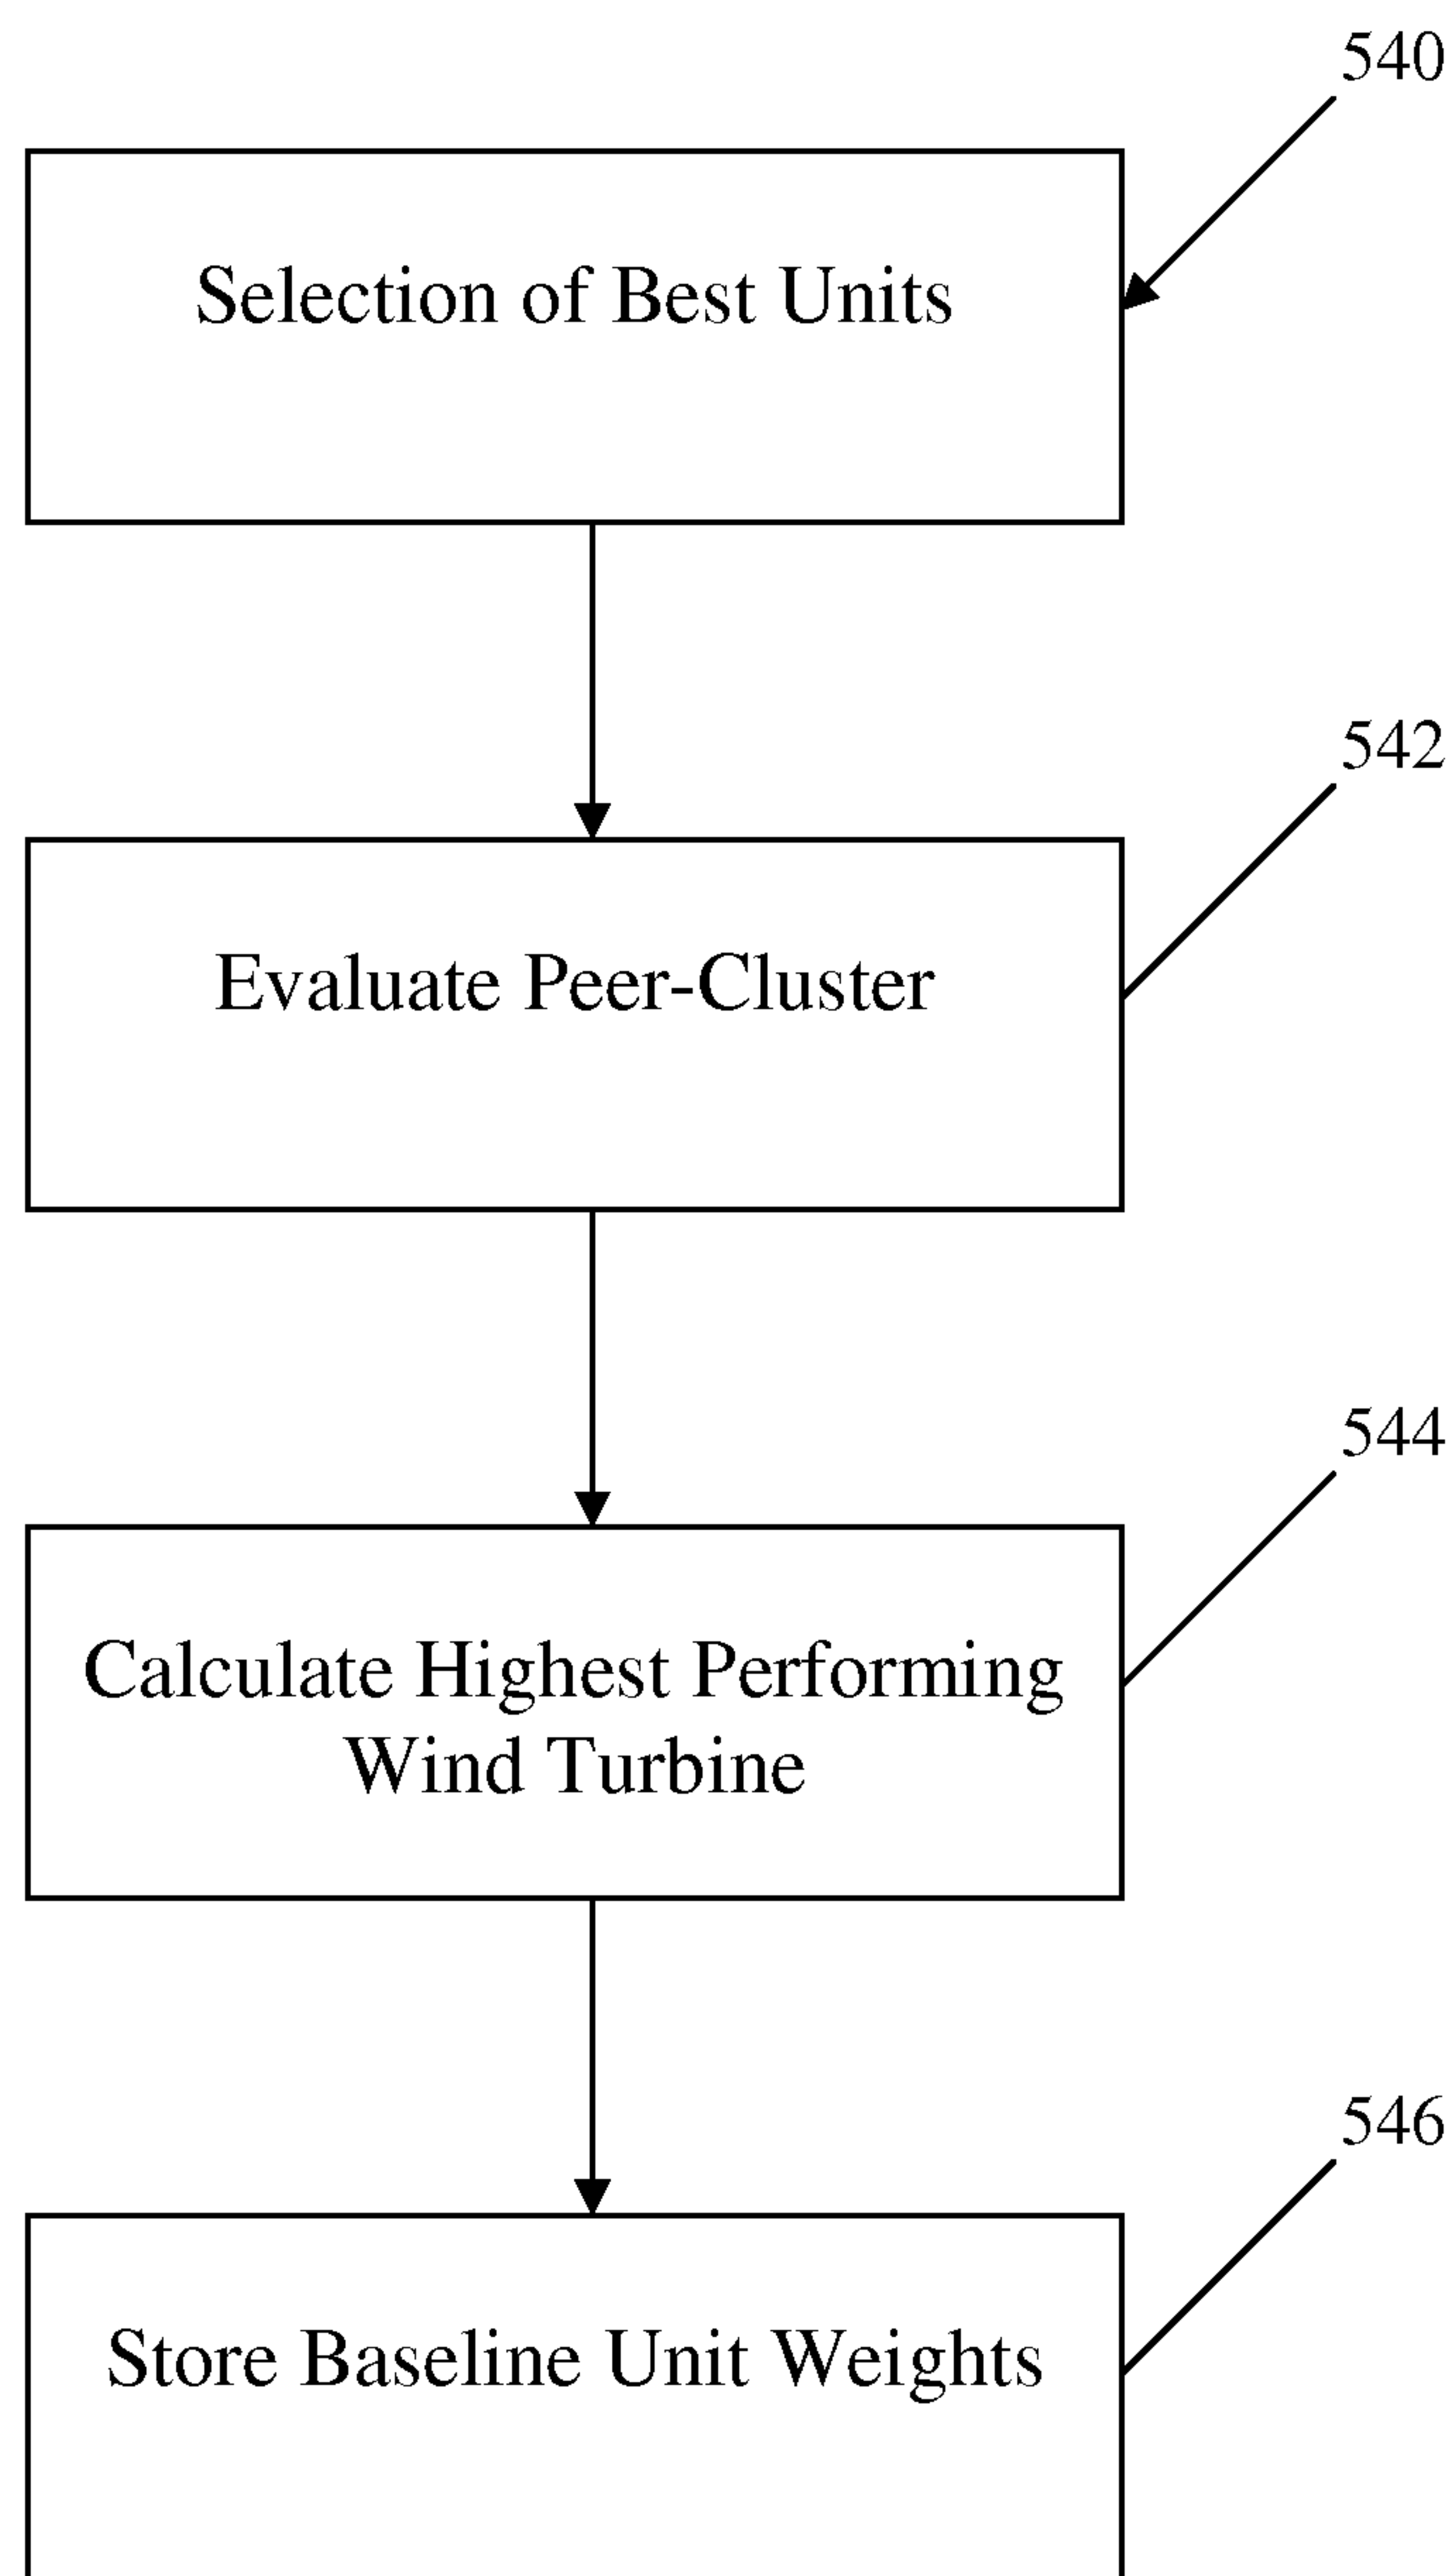 540
Selection of Best Units
542
Evaluate Peer-Cluster
544
Calculate Highest Performing
Wind Turbine
546
Store Baseline Unit Weights